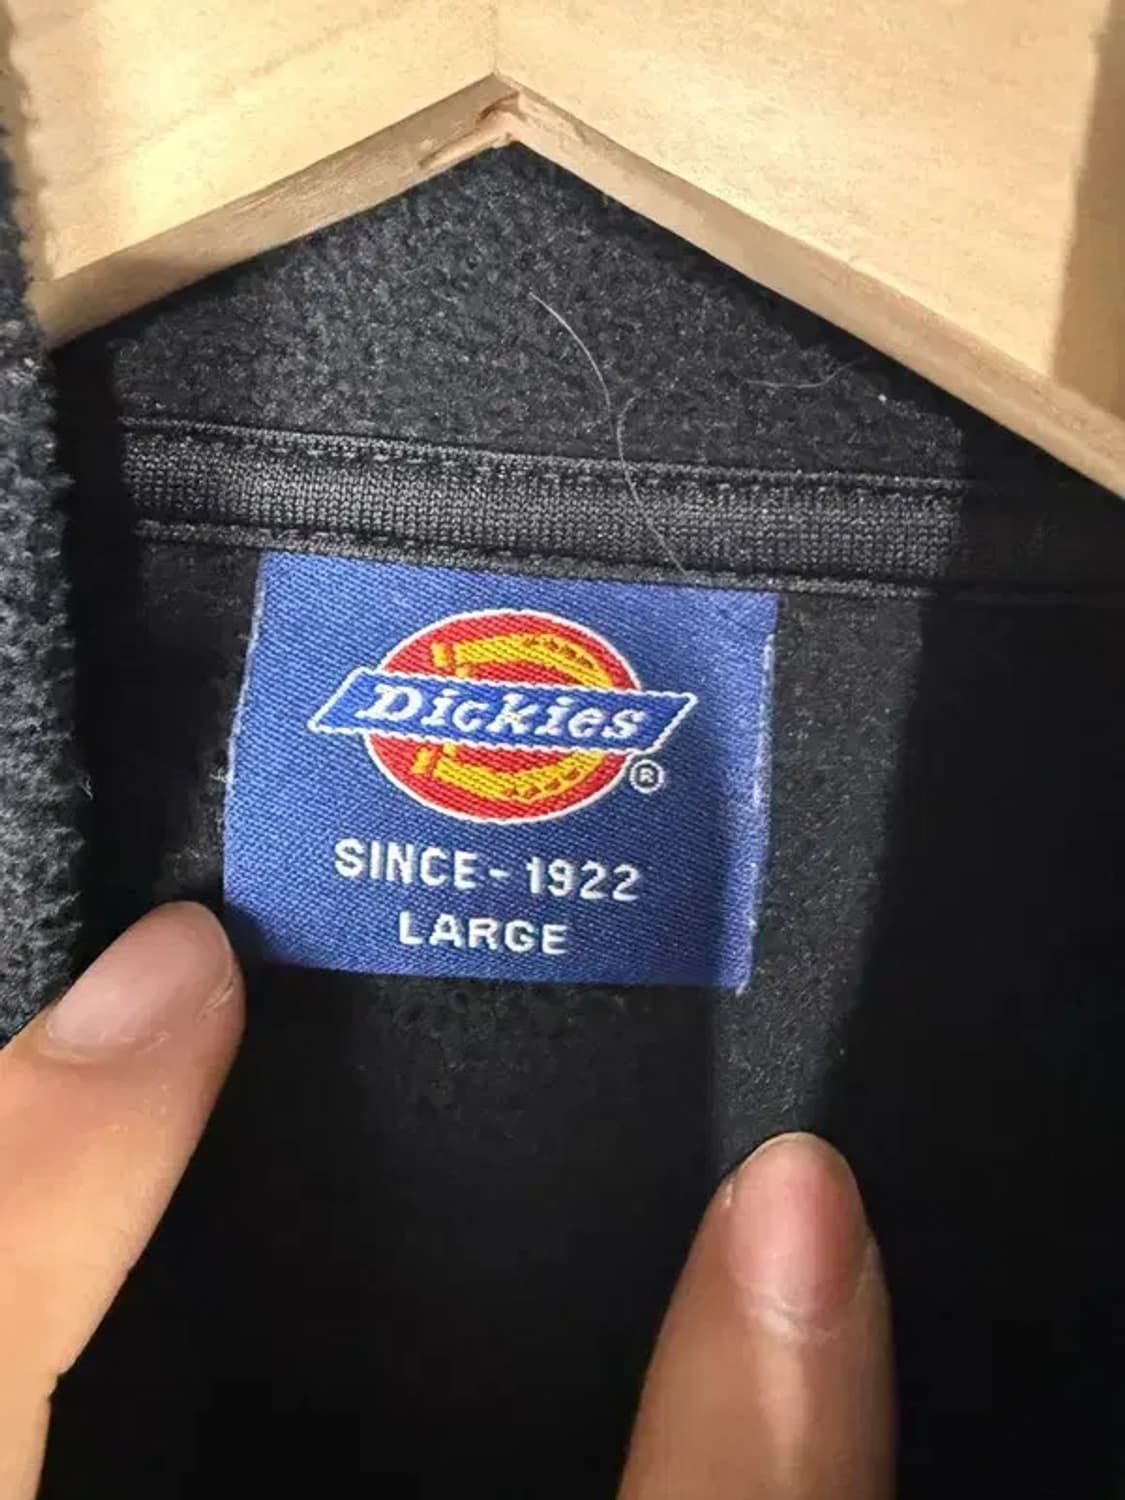 Dickies
®
SINCE-1922
LARGE